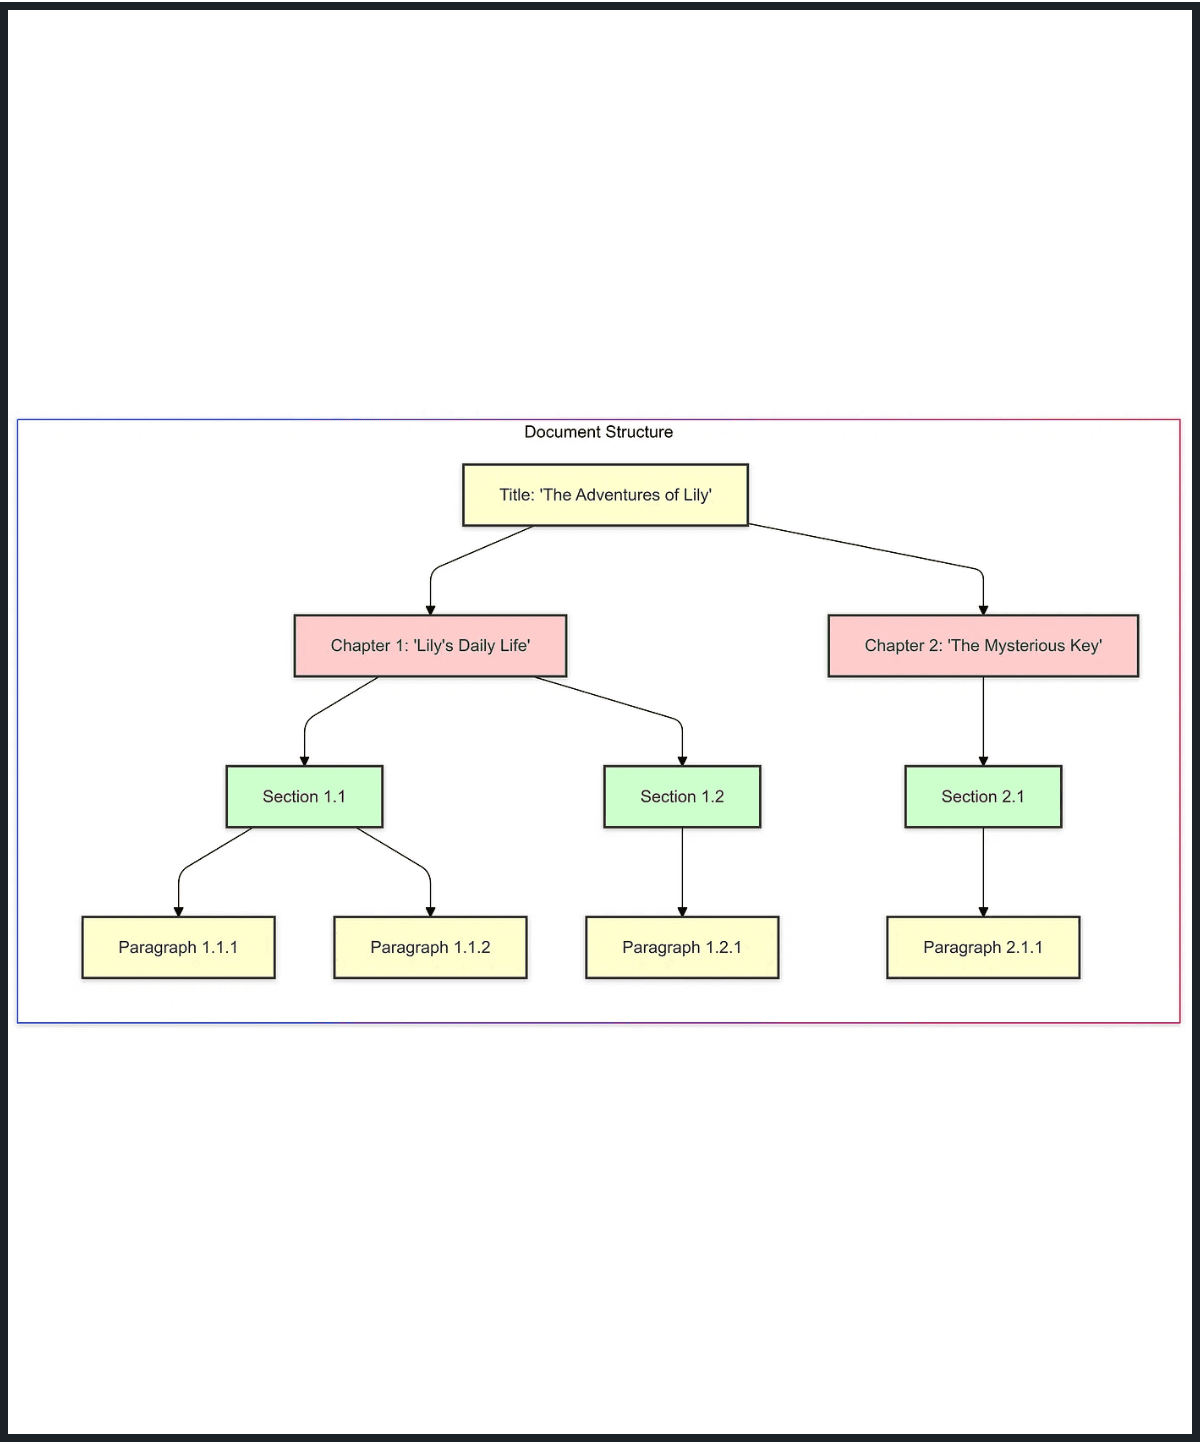 Document Structure
Title: 'The Adventures of Lily'
Chapter 1: 'Lily's Daily Life'
Chapter 2: 'The Mysterious Key'
Section 1.1
Section 1.2
Section 2.1
Paragraph 1.1.1
Paragraph 1.1.2
Paragraph 1.2.1
Paragraph 2.1.1